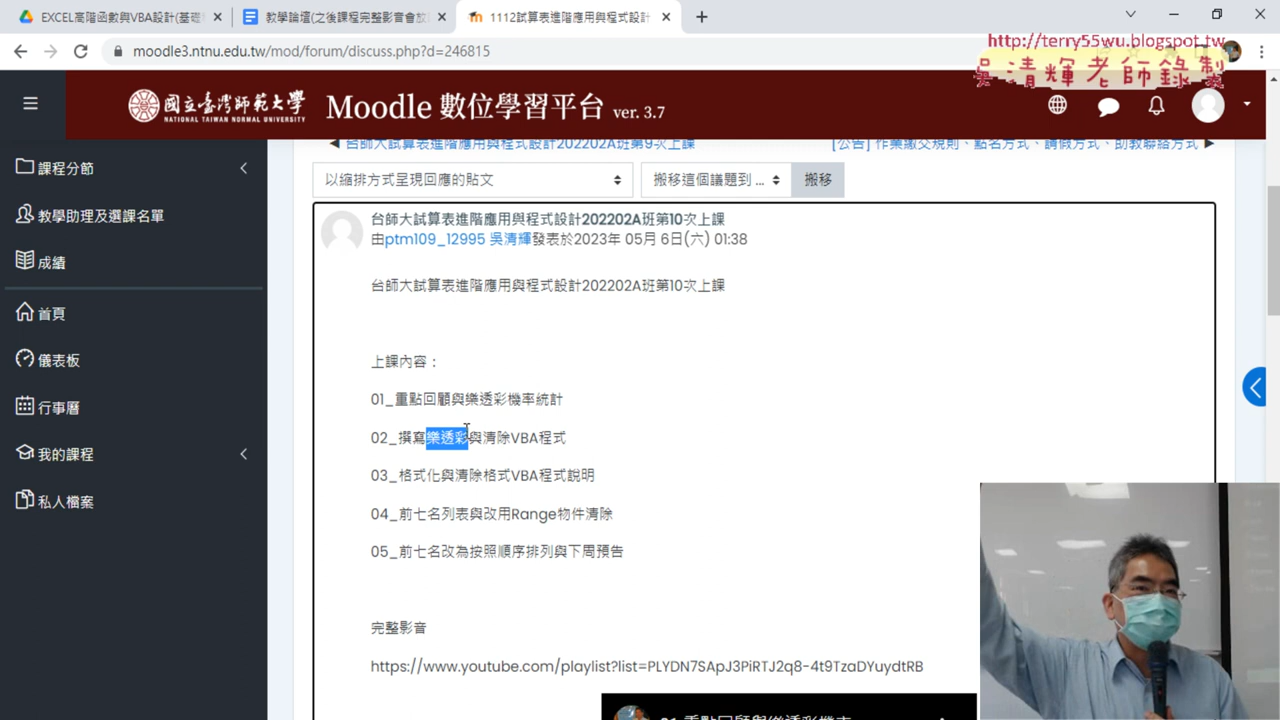 EXCEL高階函數與VBA設計(基礎
教學論壇(之後課程完整影音會放
1112試算表進階應用與程式設計
moodle3.ntnu.edu.tw/mod/forum/discuss.php?d=246815
http://terry55wu.blogspot.tw
吳清輝老師錄製
國立臺灣師範大學
NATIONAL TAIWAN NORMAL UNIVERSITY
Moodle 數位學習平台 ver. 3.7
課程分節
教學助理及選課名單
成績
首頁
儀表板
行事曆
我的課程
私人檔案
◀ 台師大試算表進階應用與程式設計202202A班第9次上課
[公告] 作業繳交規則、點名方式、請假方式、助教聯絡方式 ▶
以縮排方式呈現回應的貼文
搬移這個議題到 ...
搬移
台師大試算表進階應用與程式設計202202A班第10次上課
由ptm109_12995 吳清輝發表於2023年 05月 6日(六) 01:38
台師大試算表進階應用與程式設計202202A班第10次上課
上課內容：
01_重點回顧與樂透彩機率統計
02_撰寫樂透彩與清除VBA程式
03_格式化與清除格式VBA程式說明
04_前七名列表與改用Range物件清除
05_前七名改為按照順序排列與下周預告
完整影音
https://www.youtube.com/playlist?list=PLYDN7SApJ3PiRTJ2q8-4t9TzaDYuydtRB
01 重點回顧與樂透彩機率